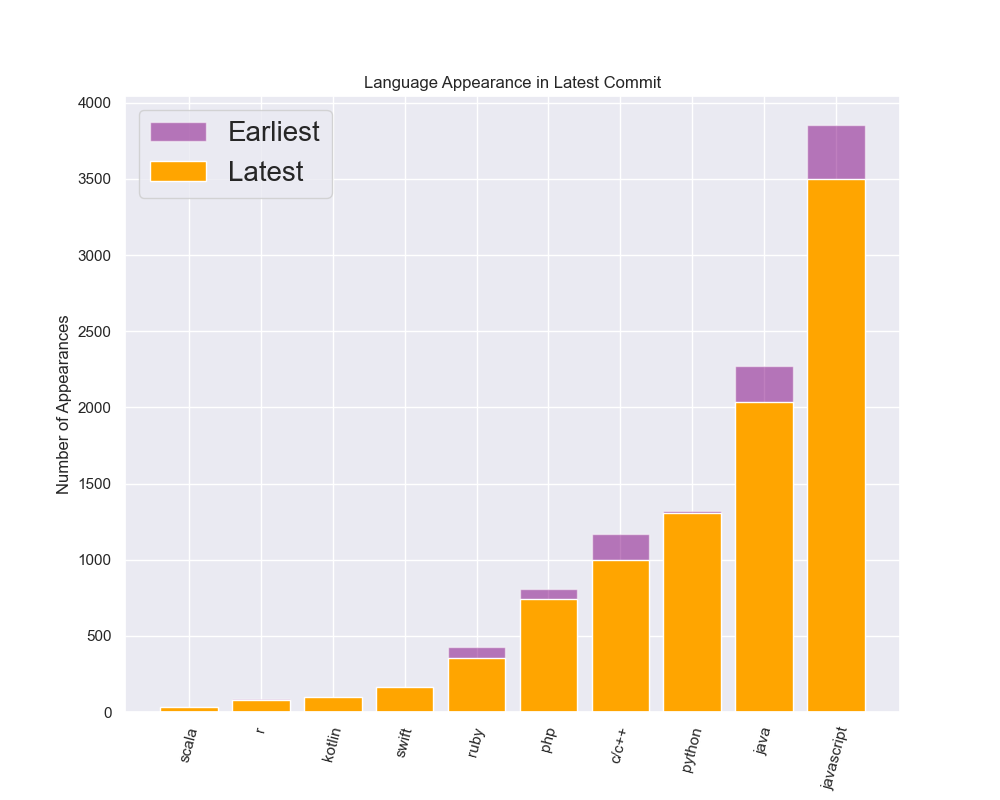 Language Appearance in Latest Commit
Earliest
Latest
Number of Appearances
4000
3500
3000
2500
2000
1500
1000
500
0
scala
r
kotlin
swift
ruby
php
c/c++
python
java
javascript